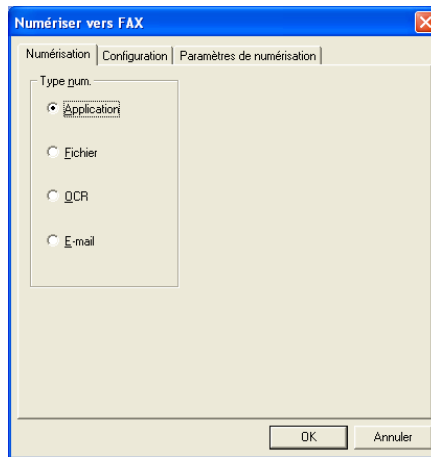 Numériser vers FAX
Numérisation Configuration Paramètres de numérisation
Type num.
Application
Fichier
OCR
E-mail
OK Annuler